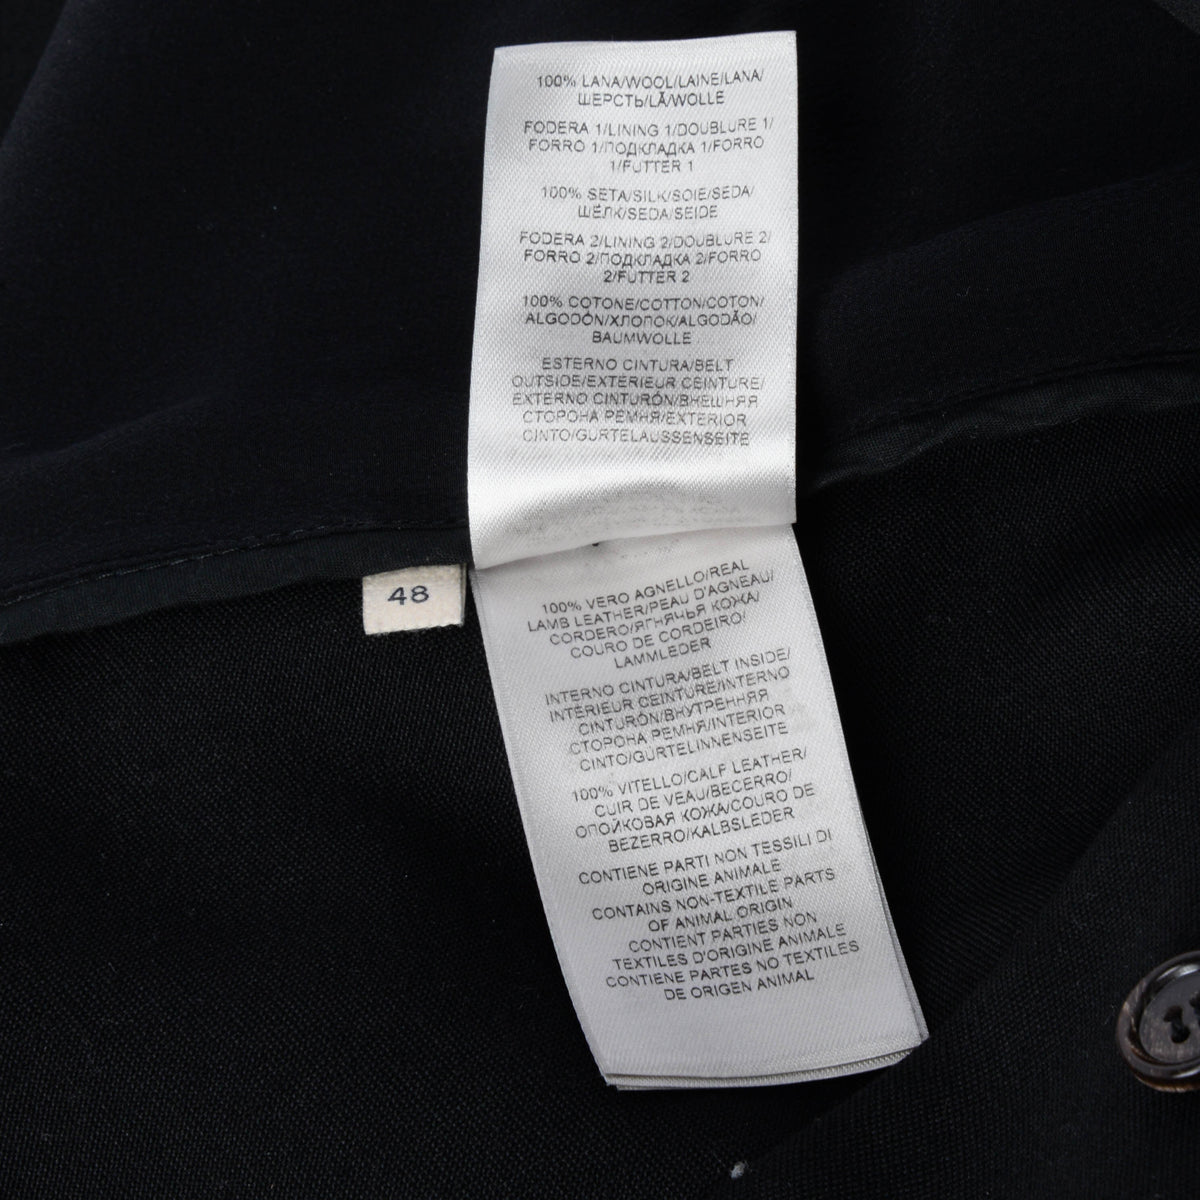 100% LANA/WOOL/LAINE/LANA/
ШЕРСТЬ/LÃ/WOLLE
FODERA 1/LINING 1/DOUBLURE 1/
FORRO 1/ПОДКЛАДКА 1/FORRO
1/FUTTER 1
100% SETA/SILK/SOIE/SEDA/
ШЁЛК/SEDA/SEIDE
FODERA 2/LINING 2/DOUBLURE 2/
FORRO 2/ПОДКЛАДКА 2/FORRO
2/FUTTER 2
100% COTONE/COTTON/COTON/
ALGODÓN/ХЛОПОК/ALGODÃO/
BAUMWOLLE
ESTERNO CINTURA/BELT
OUTSIDE/EXTÉRIEUR CEINTURE/
EXTERNO CINTURÓN/ВНЕШНЯЯ
СТОРОНА РЕМНЯ/EXTERIOR
CINTO/GÜRTELAUSSENSEITE
48
100% VERO AGNELLO/REAL
LAMB LEATHER/PEAU D'AGNEAU/
CORDERO/ЯГНЯЧЬЯ КОЖА/
COURO DE CORDEIRO/
LAMMLEDER
INTERNO CINTURA/BELT INSIDE/
INTÉRIEUR CEINTURE/INTERNO
CINTURÓN/ВНУТРЕННЯЯ
СТОРОНА РЕМНЯ/INTERIOR
CINTO/GÜRTELINNENSEITE
100% VITELLO/CALF LEATHER/
CUIR DE VEAU/BECERRO/
ОПОЙКОВАЯ КОЖА/COURO DE
BEZERRO/KALBSLEDER
CONTIENE PARTI NON TESSILI DI
ORIGINE ANIMALE
CONTAINS NON-TEXTILE PARTS
OF ANIMAL ORIGIN
CONTIENT PARTIES NON
TEXTILES D'ORIGINE ANIMALE
CONTIENE PARTES NO TEXTILES
DE ORIGEN ANIMAL